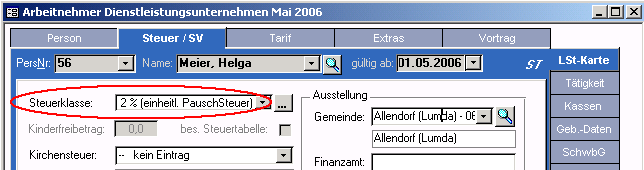 Arbeitnehmer Dienstleistungsunternehmen Mai 2006
Person Steuer / SV Tarif Extras Vortrag
PersNr: 56 Name: Meier, Helga gültig ab: 01.05.2006 ST LSt-Karte
Tätigkeit
Steuerklasse: 2 % (einheitl. PauschSteuer) ... Ausstellung
Gemeinde: Allendorf (Lumda) - 06 Kassen
Kinderfreibetrag: 0,0 bes. Steuertabelle: Allendorf (Lumda) Geb.-Daten
Kirchensteuer: -- kein Eintrag Finanzamt: SchwbG